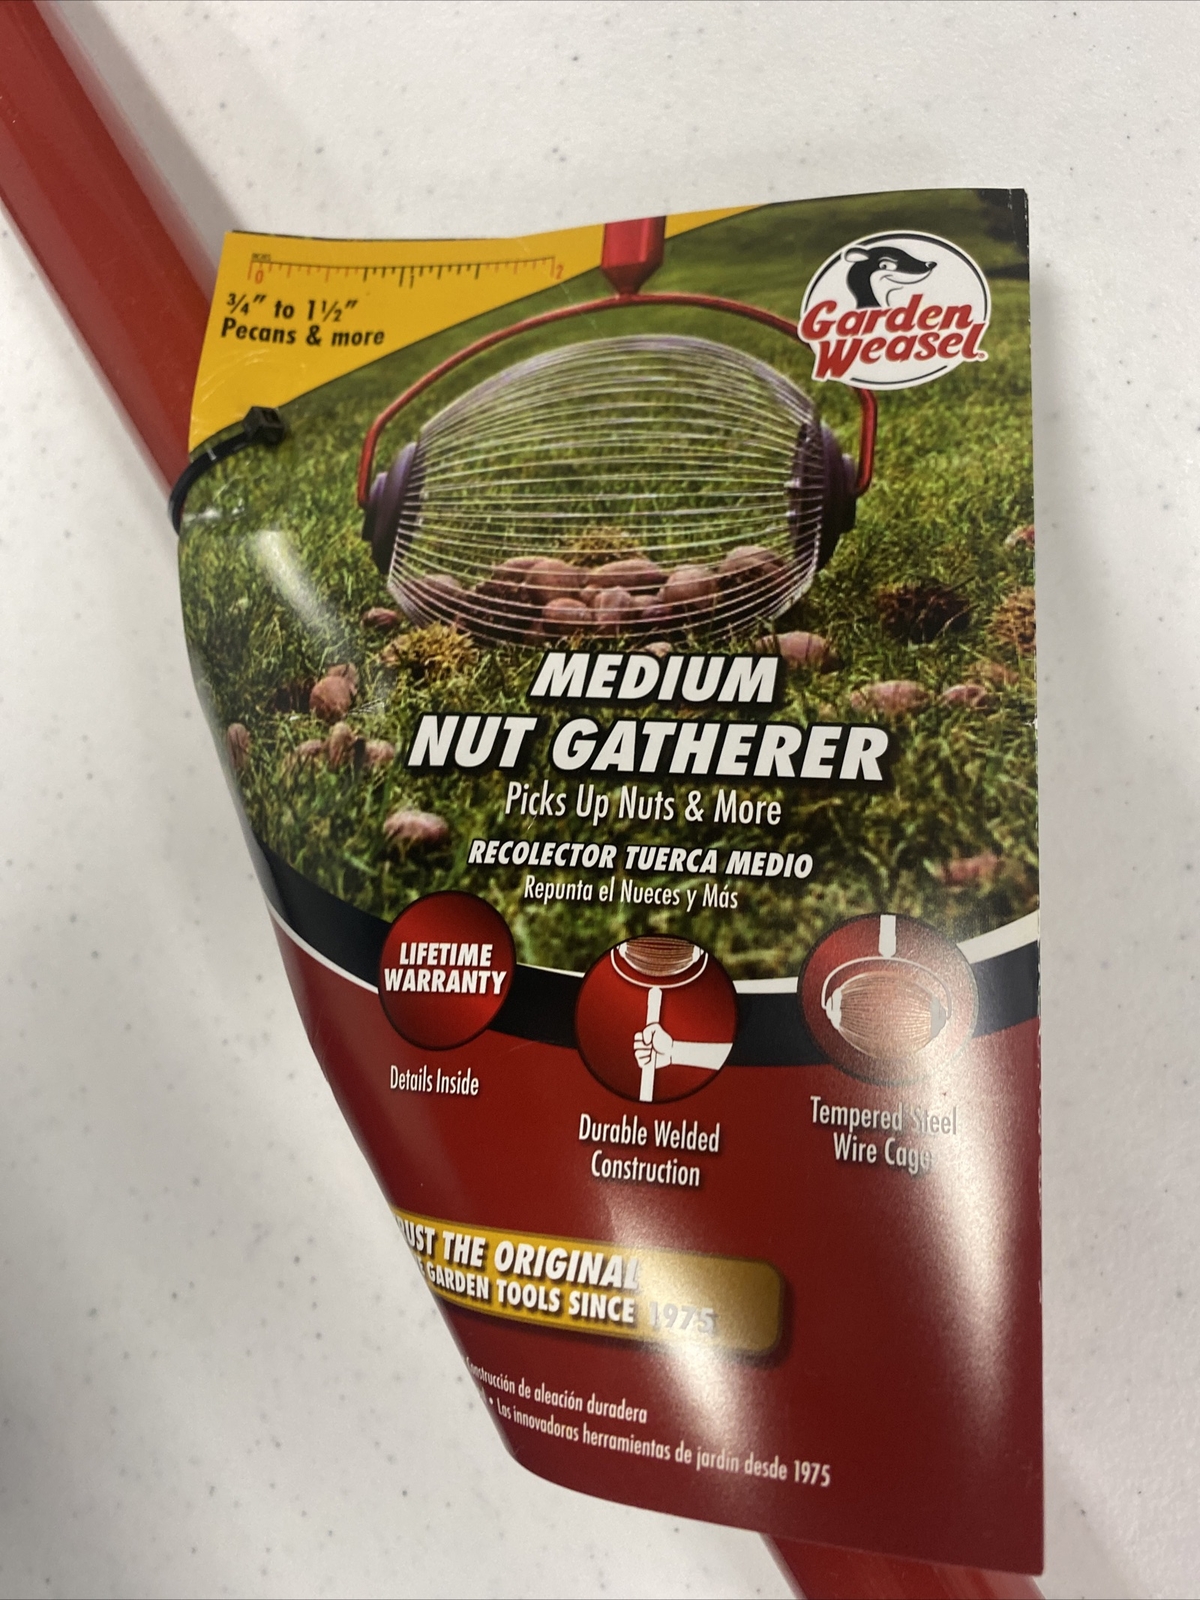 INCHES
0 1 2
3/4" to 1 1/2"
Pecans & more
Garden
Weasel
MEDIUM
NUT GATHERER
Picks Up Nuts & More
RECOLECTOR TUERCA MEDIO
Repunta el Nueces y Más
LIFETIME
WARRANTY
Details Inside
Durable Welded
Construction
Tempered Steel
Wire Cage
THE ORIGINAL
GARDEN TOOLS SINCE 1975
de aleación duradera
• Las innovadoras herramientas de jardín desde 1975